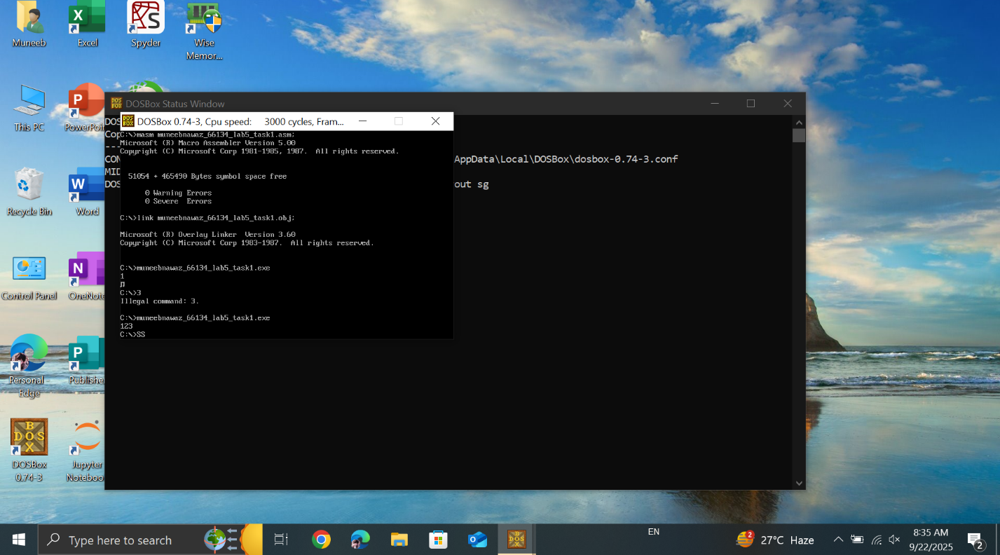 Muneeb
Excel
Spyder
Wise
Memor...
This PC
PowerPoi
Recycle Bin
Word
Control Panel
OneNote
Personal -
Edge
Publishe
DOSBox
0.74-3
Jupyter
Noteboo
DOSBox Status Window
DOS
Cop
---
CON
AppData\Local\DOSBox\dosbox-0.74-3.conf
MID
DOS
out sg
DOSBox 0.74-3, Cpu speed: 3000 cycles, Fram...
C:\>masm muneebnawaz_66134_lab5_task1.asm;
Microsoft (R) Macro Assembler Version 5.00
Copyright (C) Microsoft Corp 1981-1985, 1987. All rights reserved.
51054 + 465490 Bytes symbol space free
0 Warning Errors
0 Severe Errors
C:\>link muneebnawaz_66134_lab5_task1.obj;
Microsoft (R) Overlay Linker Version 3.60
Copyright (C) Microsoft Corp 1983-1987. All rights reserved.
C:\>muneebnawaz_66134_lab5_task1.exe
1
♫
C:\>3
Illegal command: 3.
C:\>muneebnawaz_66134_lab5_task1.exe
123
C:\>SS
Type here to search
EN
2
27°C Haze
8:35 AM
9/22/2025
2